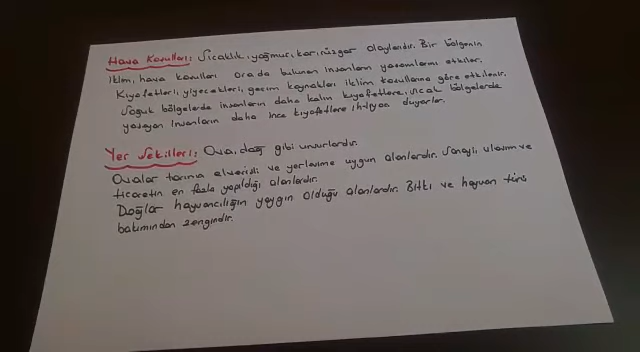 Hava Koşulları: Sıcaklık, yağmur, kar, rüzgar olaylarıdır. Bir bölgenin
iklimi, hava koşulları orada bulunan insanların yaşamlarını etkiler.
Kıyafetleri, yiyecekleri, geçim kaynakları iklim koşullarına göre etkilenir.
Soğuk bölgelerde insanların daha kalın kıyafetlere, sıcak bölgelerde
yaşayan insanların daha ince kıyafetlere ihtiyaç duyarlar.
Yer Şekilleri: Ova, dağ gibi unsurlardır.
Ovalar tarıma elverişli ve yerleşime uygun alanlardır. Sanayi, ulaşım ve
ticaretin en fazla yapıldığı alanlardır.
Dağlar hayvancılığın yaygın olduğu alanlardır. Bitki ve hayvan türü
bakımından zengindir.